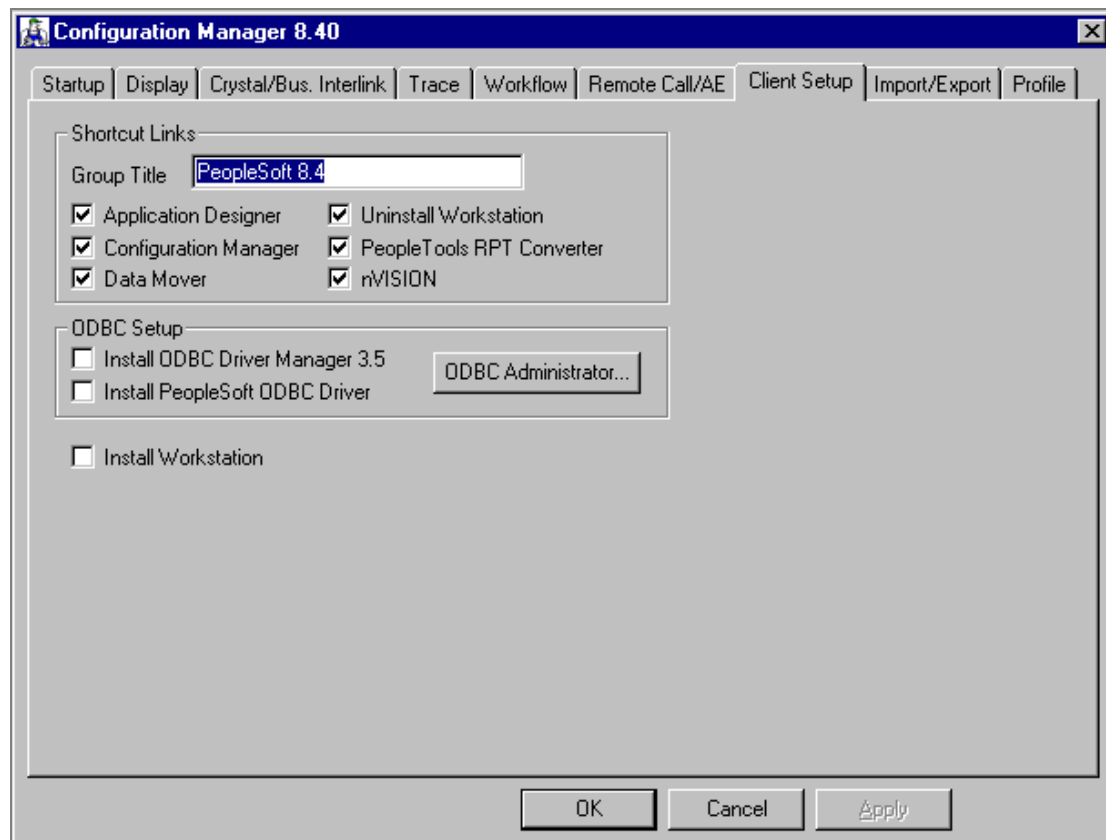 Configuration Manager 8.40
Startup Display Crystal/Bus. Interlink Trace Workflow Remote Call/AE Client Setup Import/Export Profile
Shortcut Links
Group Title PeopleSoft 8.4
Application Designer Uninstall Workstation
Configuration Manager PeopleTools RPT Converter
Data Mover nVISION
ODBC Setup
Install ODBC Driver Manager 3.5
ODBC Administrator...
Install PeopleSoft ODBC Driver
Install Workstation
OK Cancel Apply